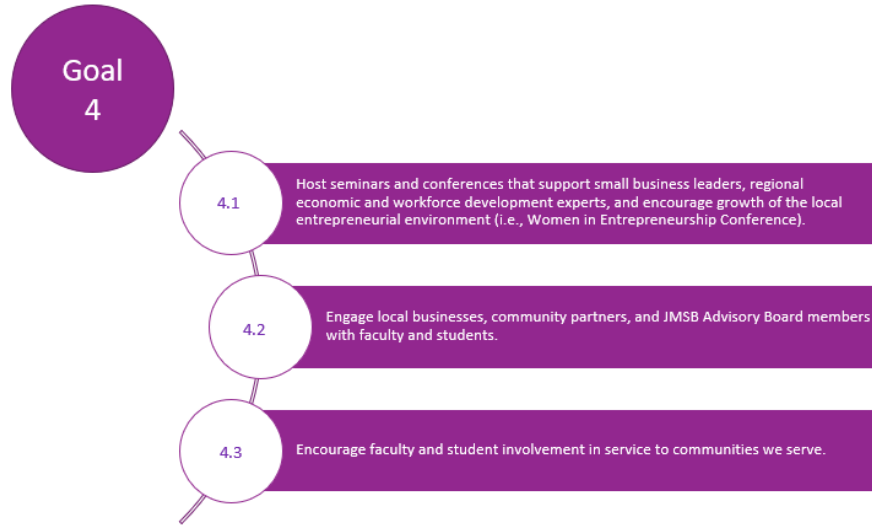 Goal
4
4.1
Host seminars and conferences that support small business leaders, regional
economic and workforce development experts, and encourage growth of the local
entrepreneurial environment (i.e., Women in Entrepreneurship Conference).
4.2
Engage local businesses, community partners, and JMSB Advisory Board members
with faculty and students.
4.3
Encourage faculty and student involvement in service to communities we serve.